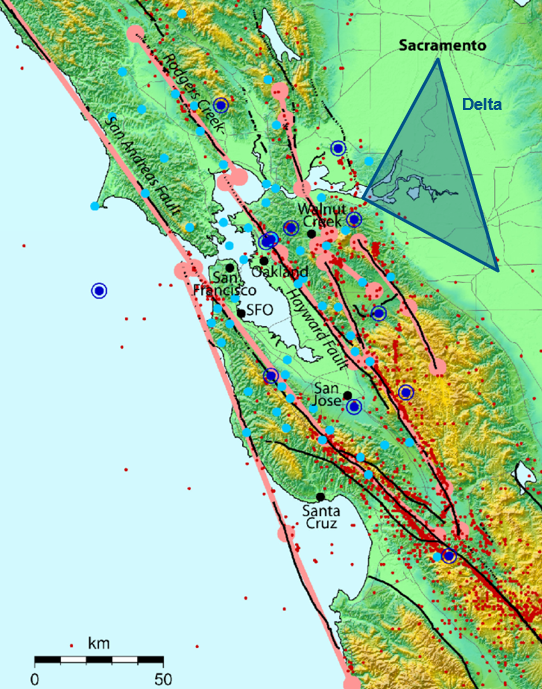 Sacramento
Delta
Rodgers Creek
San Andreas Fault
Walnut
Creek
Oakland
San
Francisco
SFO
Hayward Fault
San
Jose
Santa
Cruz
km
0
50